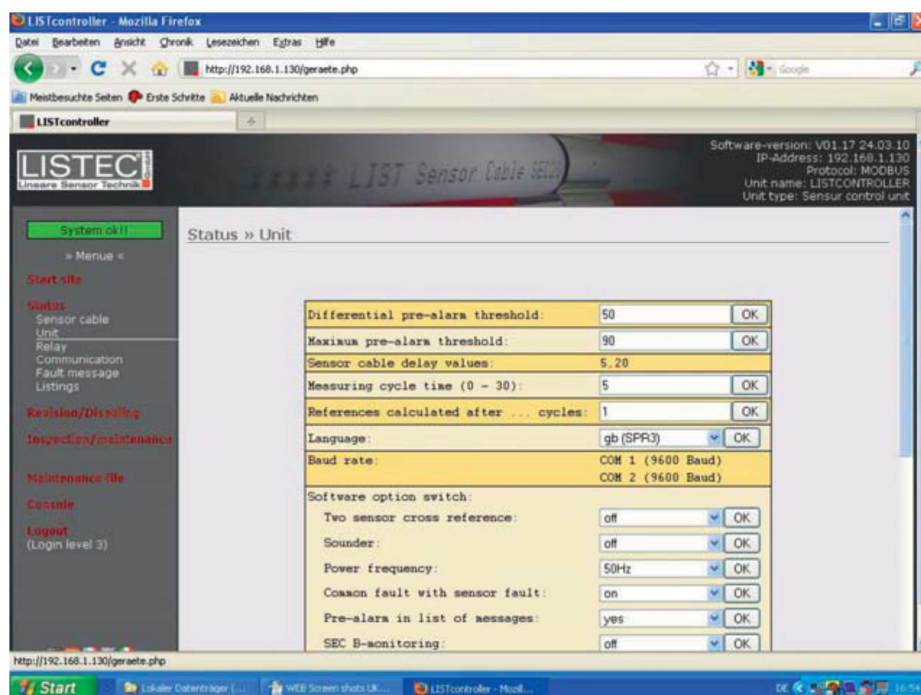 LISTcontroller - Mozilla Firefox
Datei Bearbeiten Ansicht Chronik Lesezeichen Extras Hilfe
http://192.168.1.130/geraete.php
Google
Meistbesuchte Seiten Erste Schritte Aktuelle Nachrichten
LISTcontroller
LISTEC GmbH
Lineare Sensor Technik
LIST Sensor Cable
Software-version: V01.17 24.03.10
IP-Address: 192.168.1.130
Protocol: MODBUS
Unit name: LISTCONTROLLER
Unit type: Sensur control unit
System ok!!
» Menue «
Start site
Status
Sensor cable
Unit
Relay
Communication
Fault message
Listings
Inspection/maintenance
Maintenance file
Console
Logout
(Login level 3)
Status » Unit
Differential pre-alarm threshold: 50 OK
Maximum pre-alarm threshold: 90 OK
Sensor cable delay values: 5,20
Measuring cycle time (0 - 30): 5 OK
References calculated after ... cycles: 1 OK
Language: gb (SPR3) OK
Baud rate: COM 1 (9600 Baud)
COM 2 (9600 Baud)
Software option switch:
Two sensor cross reference: off OK
Sounder: off OK
Power frequency: 50Hz OK
Common fault with sensor fault: on OK
Pre-alarm in list of messages: yes OK
SEC B-monitoring: off OK
http://192.168.1.130/geraete.php
Start
Lokaler Datenträger (...
WEB Screen shots UK...
LISTcontroller - Mozil...
DE